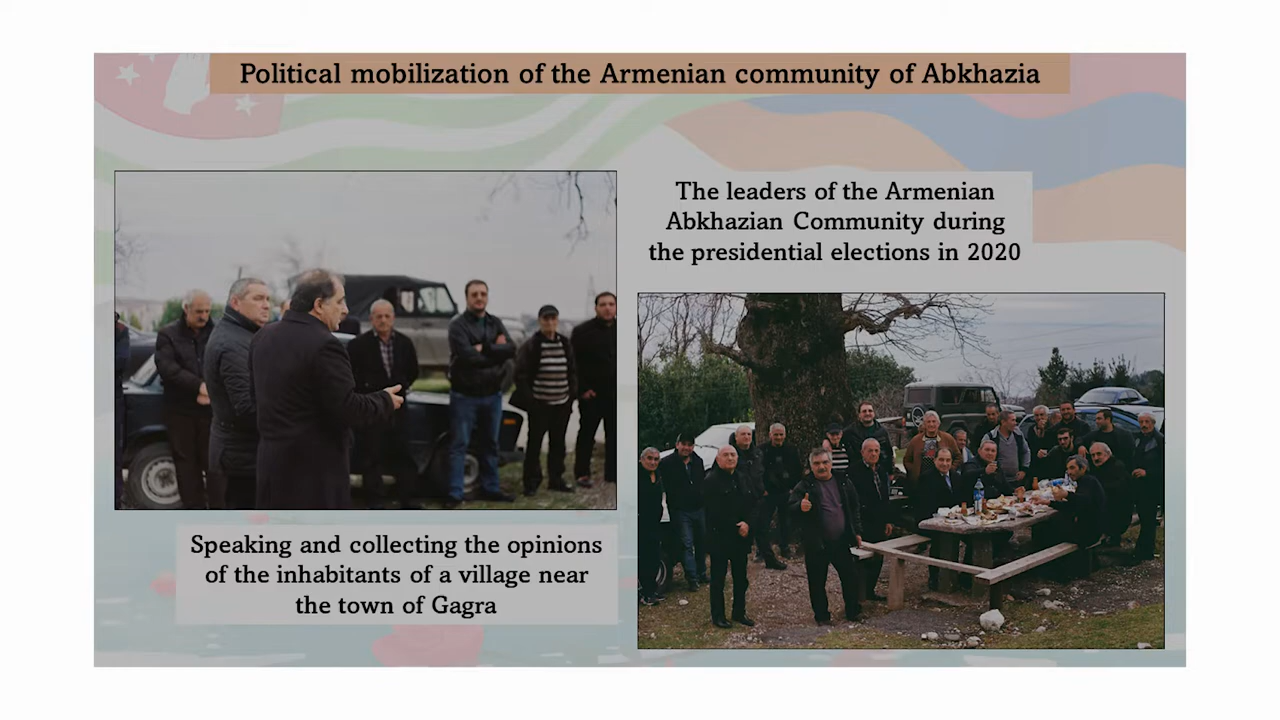 Political mobilization of the Armenian community of Abkhazia
The leaders of the Armenian
Abkhazian Community during
the presidential elections in 2020
Speaking and collecting the opinions
of the inhabitants of a village near
the town of Gagra